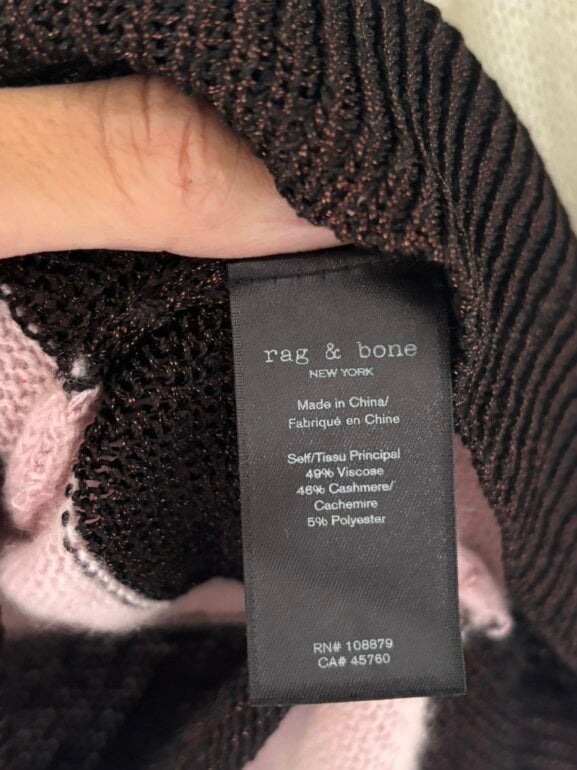 rag & bone
NEW YORK
Made in China/
Fabriqué en Chine
Self/Tissu Principal
49% Viscose
46% Cashmere/
Cachemire
5% Polyester
RN# 108879
CA# 45760